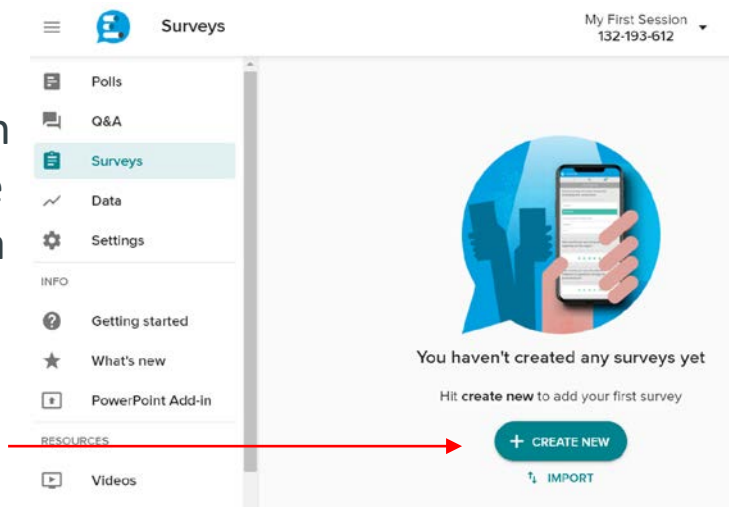 Surveys
My First Session
132-193-612
Polls
Q&A
Surveys
Data
Settings
INFO
Getting started
What's new
PowerPoint Add-in
RESOURCES
Videos
You haven't created any surveys yet
Hit create new to add your first survey
+ CREATE NEW
IMPORT